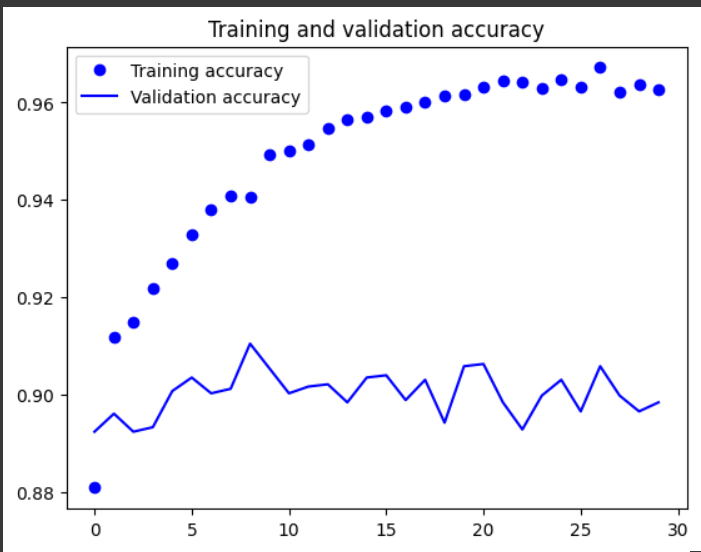 Training and validation accuracy
Training accuracy
Validation accuracy
0.96
0.94
0.92
0.90
0.88
0 5 10 15 20 25 30